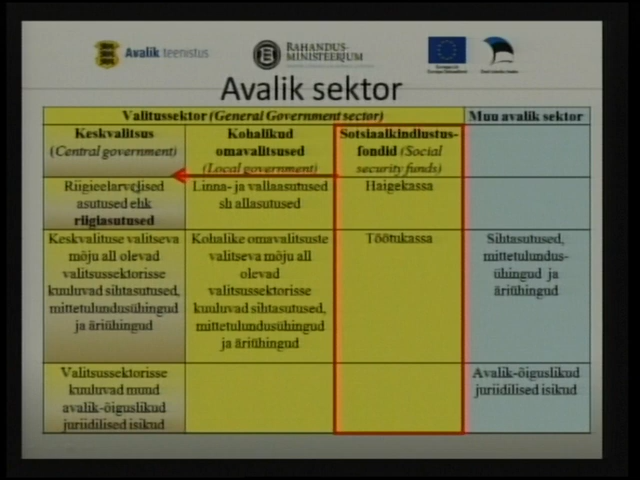 Avalik teenistus
RAHANDUS-
MINISTEERIUM
Avalik sektor
Valitussektor (General Government sector)
Muu avalik sektor
Keskvalitsus
(Central government)
Kohalikud
omavalitsused
(Local government)
Sotsiaalkindlustus-
fondid (Social
security funds)
Riigieelarvelised
asutused ehk
riigiasutused
Linna- ja vallaasutused
sh allasutused
Haigekassa
Keskvalituse valitseva
mõju all olevad
valitsussektorisse
kuuluvad sihtasutused,
mittetulundusühingud
ja äriühingud
Kohalike omavalitsuste
valitseva mõju all
olevad
valitsussektorisse
kuuluvad sihtasutused,
mittetulundusühingud
ja äriühingud
Töötukassa
Sihtasutused,
mittetulundus-
ühingud ja
äriühingud
Valitsussektorisse
kuuluvad muud
avalik-õiguslikud
juriidilised isikud
Avalik-õiguslikud
juriidilised isikud